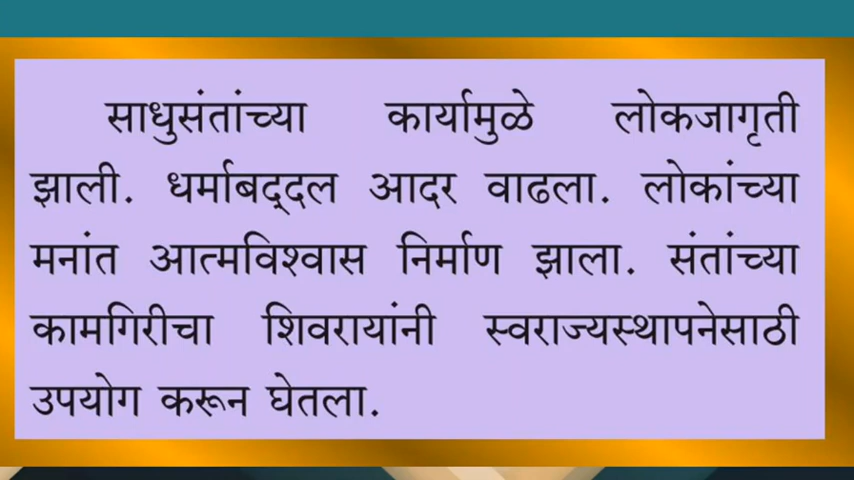 साधुसंतांच्या कार्यामुळे लोकजागृती
झाली. धर्माबद्‌दल आदर वाढला. लोकांच्या
मनांत आत्मविश्वास निर्माण झाला. संतांच्या
कामगिरीचा शिवरायांनी स्वराज्यस्थापनेसाठी
उपयोग करून घेतला.